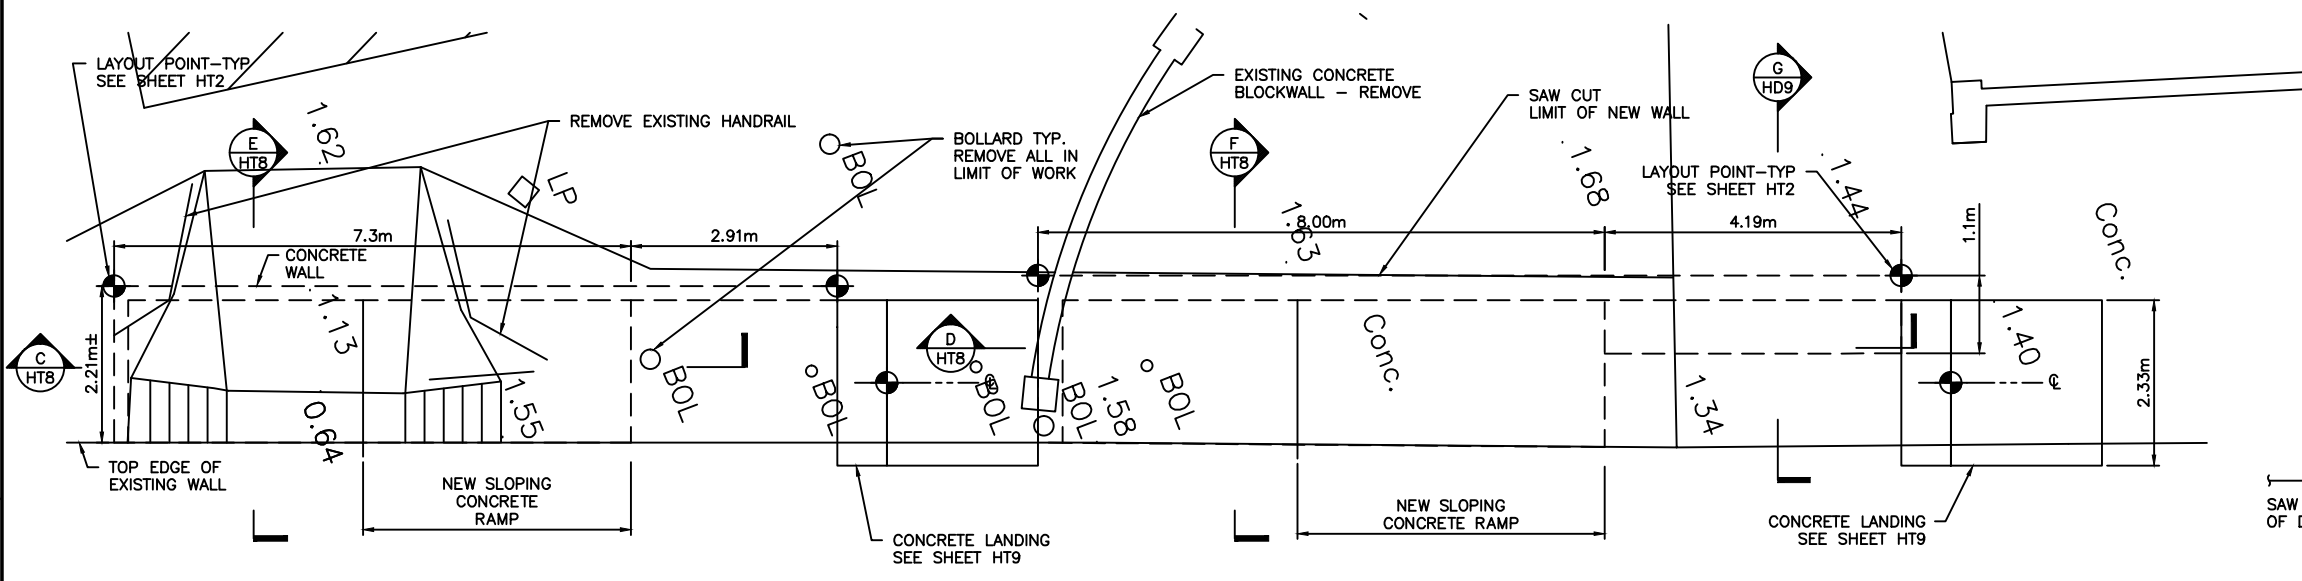 LAYOUT POINT-TYP
SEE SHEET HT2
1.62
E
HT8
REMOVE EXISTING HANDRAIL
LP
BOL
BOLLARD TYP.
REMOVE ALL IN
LIMIT OF WORK
EXISTING CONCRETE
BLOCKWALL – REMOVE
F
HT8
SAW CUT
LIMIT OF NEW WALL
G
HD9
1.68
LAYOUT POINT-TYP
SEE SHEET HT2
1.44
1.63
7.3m
2.91m
8.00m
4.19m
1.1m
Conc.
CONCRETE
WALL
1.13
C
HT8
2.21m±
D
HT8
BOL
BOL
BOL
BOL
1.58
BOL
Conc.
1.34
1.40
℄
℄
2.33m
0.64
1.55
TOP EDGE OF
EXISTING WALL
NEW SLOPING
CONCRETE
RAMP
CONCRETE LANDING
SEE SHEET HT9
NEW SLOPING
CONCRETE RAMP
CONCRETE LANDING
SEE SHEET HT9
SAW
OF